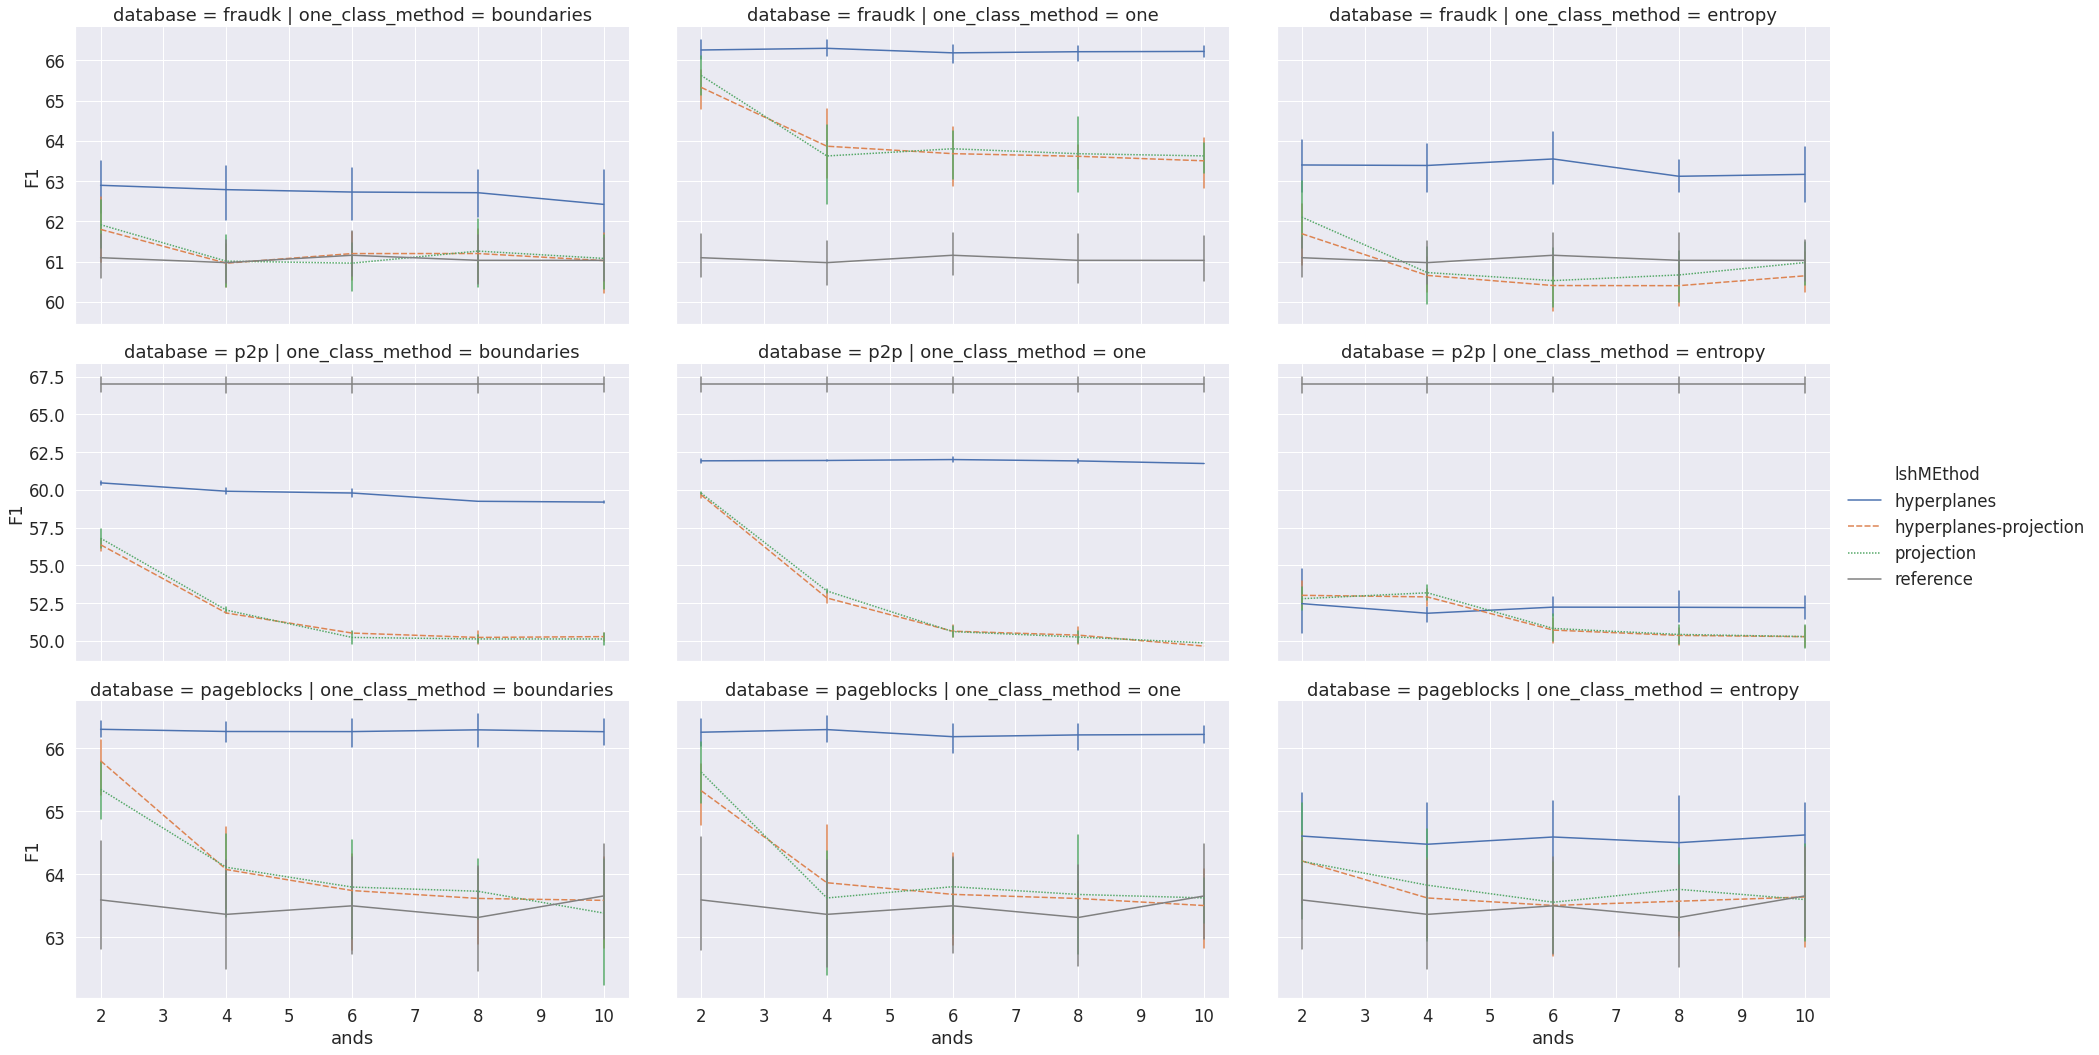 database = fraudk | one_class_method = boundaries
database = fraudk | one_class_method = one
database = fraudk | one_class_method = entropy
66
65
64
63
62
61
60
F1
database = p2p | one_class_method = boundaries
database = p2p | one_class_method = one
database = p2p | one_class_method = entropy
67.5
65.0
62.5
60.0
57.5
55.0
52.5
50.0
F1
lshMEthod
hyperplanes
hyperplanes-projection
projection
reference
database = pageblocks | one_class_method = boundaries
database = pageblocks | one_class_method = one
database = pageblocks | one_class_method = entropy
66
65
64
63
F1
2 3 4 5 6 7 8 9 10
ands
2 3 4 5 6 7 8 9 10
ands
2 3 4 5 6 7 8 9 10
ands